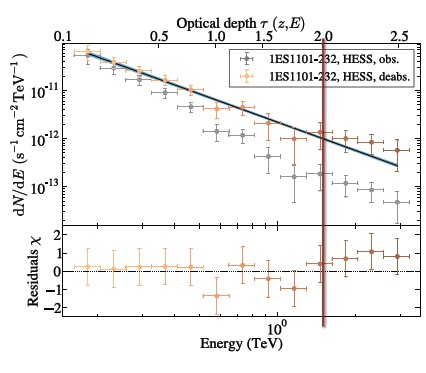 Optical depth τ (z,E)
0.1 0.5 1.0 1.5 2.0 2.5
1ES1101-232, HESS, obs.
1ES1101-232, HESS, deabs.
10⁻¹¹
10⁻¹²
10⁻¹³
dN/dE (s⁻¹ cm⁻² TeV⁻¹)
2
1
0
−1
−2
Residuals χ
10⁰
Energy (TeV)